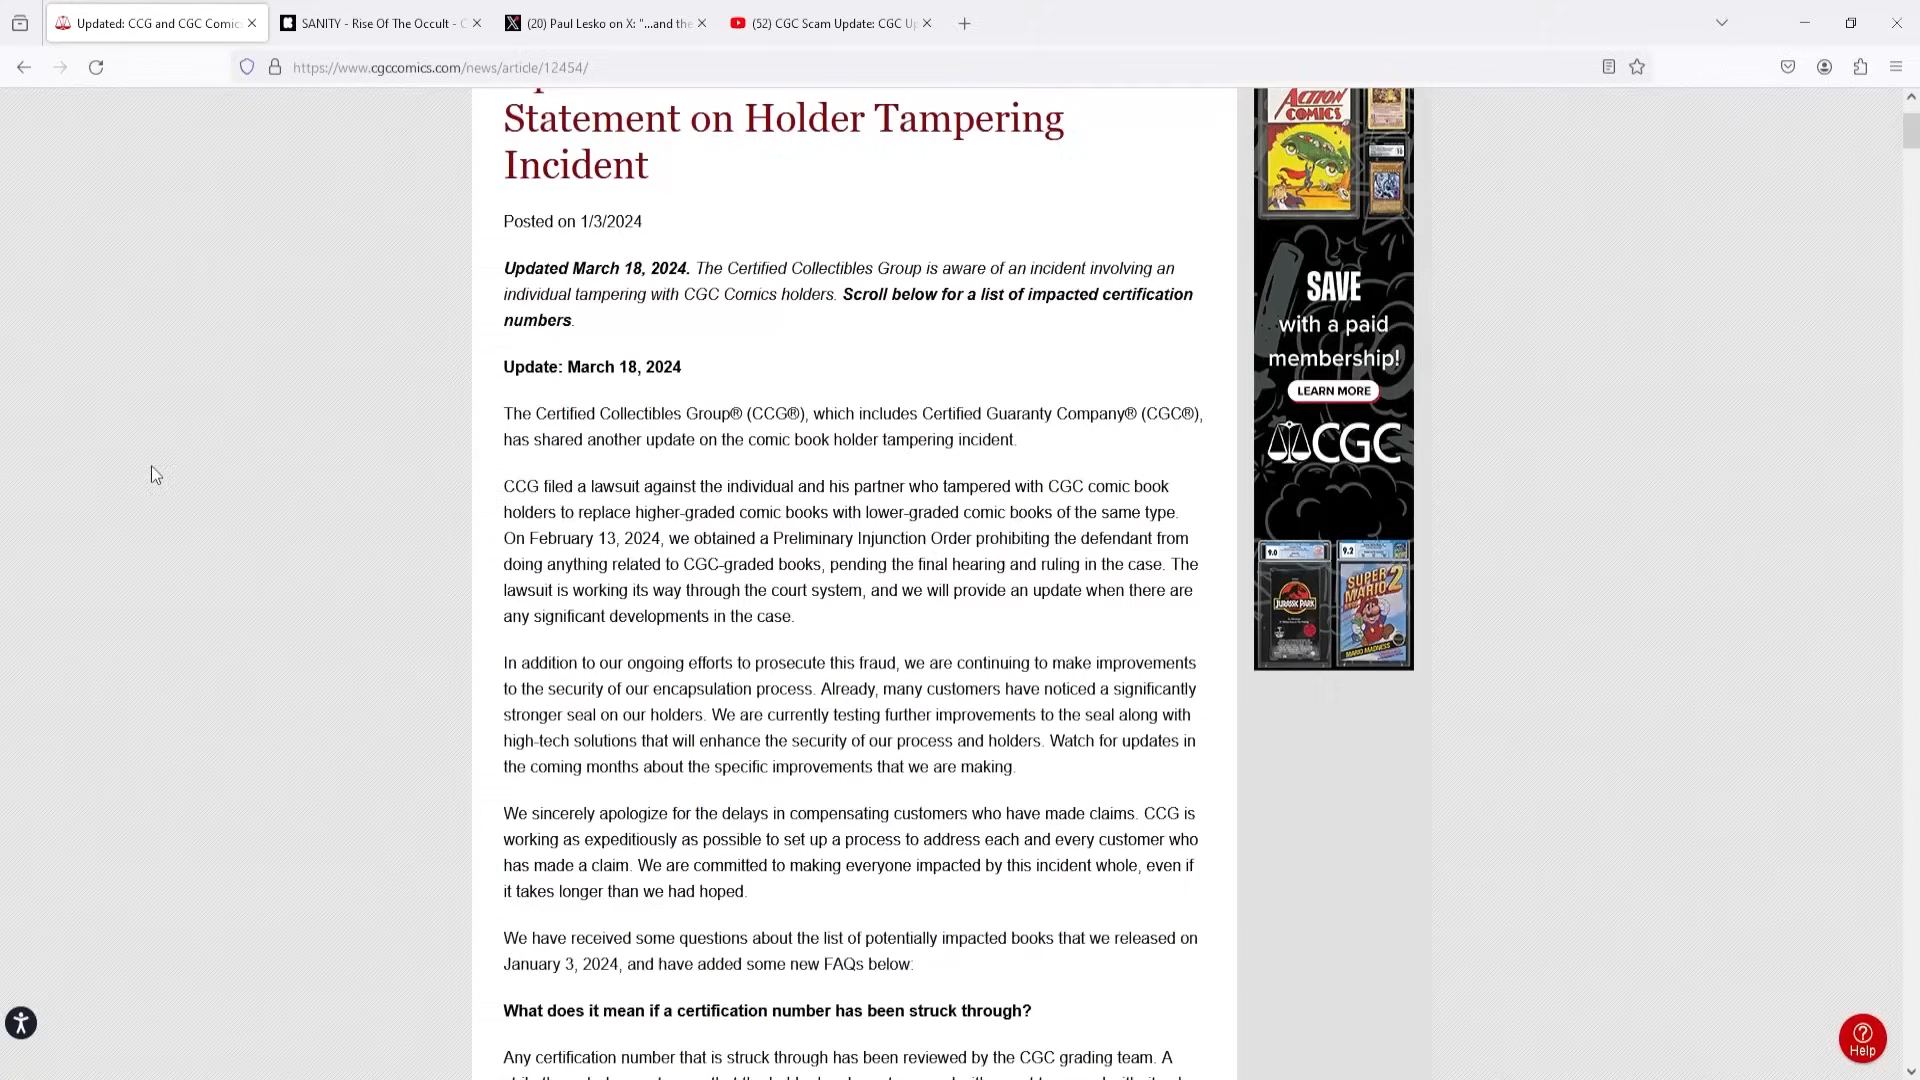 Updated: CCG and CGC Comic
SANITY - Rise Of The Occult - C
(20) Paul Lesko on X: "...and the
(52) CGC Scam Update: CGC Up
https://www.cgccomics.com/news/article/12454/
Statement on Holder Tampering
Incident
Posted on 1/3/2024
Updated March 18, 2024. The Certified Collectibles Group is aware of an incident involving an
individual tampering with CGC Comics holders. Scroll below for a list of impacted certification
numbers.
Update: March 18, 2024
The Certified Collectibles Group® (CCG®), which includes Certified Guaranty Company® (CGC®),
has shared another update on the comic book holder tampering incident.
CCG filed a lawsuit against the individual and his partner who tampered with CGC comic book
holders to replace higher-graded comic books with lower-graded comic books of the same type.
On February 13, 2024, we obtained a Preliminary Injunction Order prohibiting the defendant from
doing anything related to CGC-graded books, pending the final hearing and ruling in the case. The
lawsuit is working its way through the court system, and we will provide an update when there are
any significant developments in the case.
In addition to our ongoing efforts to prosecute this fraud, we are continuing to make improvements
to the security of our encapsulation process. Already, many customers have noticed a significantly
stronger seal on our holders. We are currently testing further improvements to the seal along with
high-tech solutions that will enhance the security of our process and holders. Watch for updates in
the coming months about the specific improvements that we are making.
We sincerely apologize for the delays in compensating customers who have made claims. CCG is
working as expeditiously as possible to set up a process to address each and every customer who
has made a claim. We are committed to making everyone impacted by this incident whole, even if
it takes longer than we had hoped.
We have received some questions about the list of potentially impacted books that we released on
January 3, 2024, and have added some new FAQs below:
What does it mean if a certification number has been struck through?
Any certification number that is struck through has been reviewed by the CGC grading team. A
ACTION
COMICS
10
SAVE
with a paid
membership!
LEARN MORE
CGC
9.0
9.2
JURASSIC PARK
SUPER
MARIO 2
MARIO MADNESS
Help